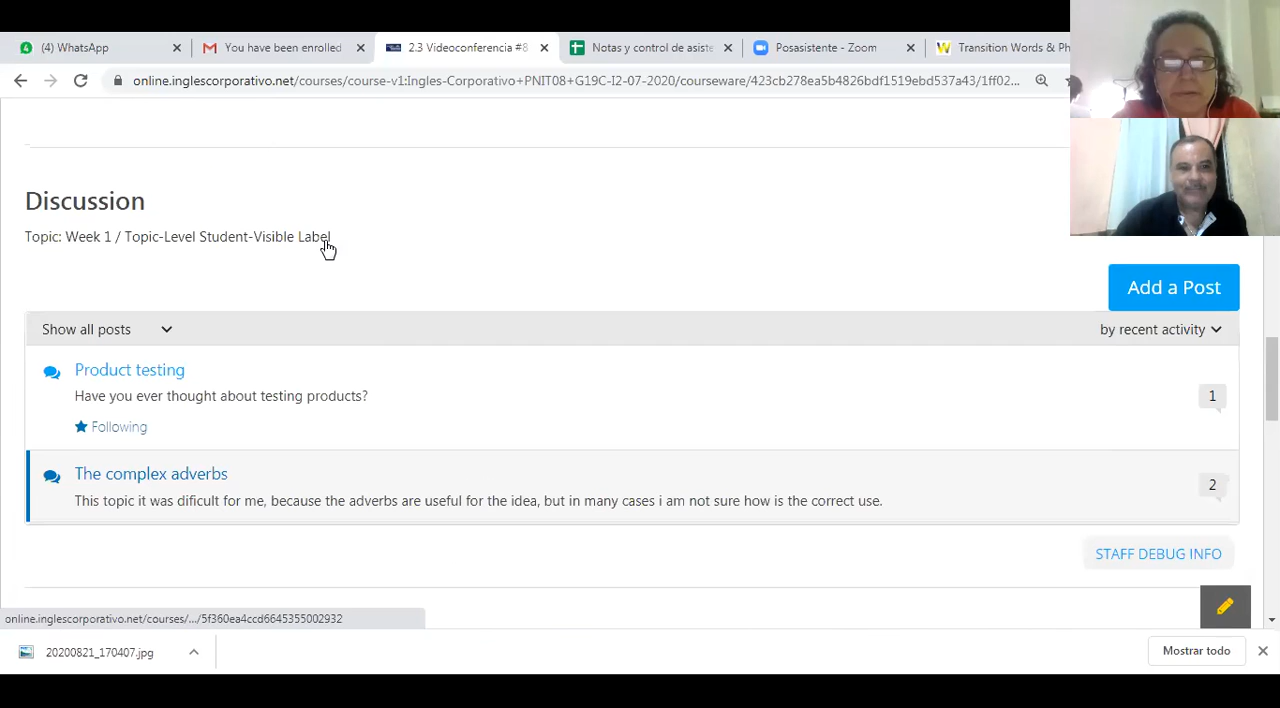 (4) WhatsApp
You have been enrolled
2.3 Videoconferencia #8
Notas y control de asiste
Posasistente - Zoom
Transition Words & Ph
online.inglescorporativo.net/courses/course-v1:Ingles-Corporativo+PNIT08+G19C-I2-07-2020/courseware/423cb278ea5b4826bdf1519ebd537a43/1ff02...
Discussion
Topic: Week 1 / Topic-Level Student-Visible Label
Add a Post
Show all posts
by recent activity
Product testing
Have you ever thought about testing products?
1
Following
The complex adverbs
This topic it was dificult for me, because the adverbs are useful for the idea, but in many cases i am not sure how is the correct use.
2
STAFF DEBUG INFO
online.inglescorporativo.net/courses/.../5f360ea4ccd6645355002932
20200821_170407.jpg
Mostrar todo